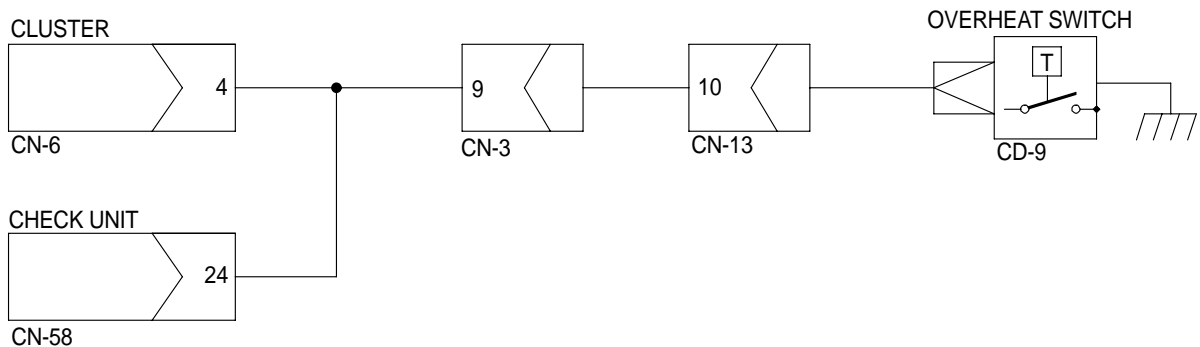 CLUSTER
OVERHEAT SWITCH
T
4
9
10
CN-6
CN-3
CN-13
CD-9
CHECK UNIT
24
CN-58